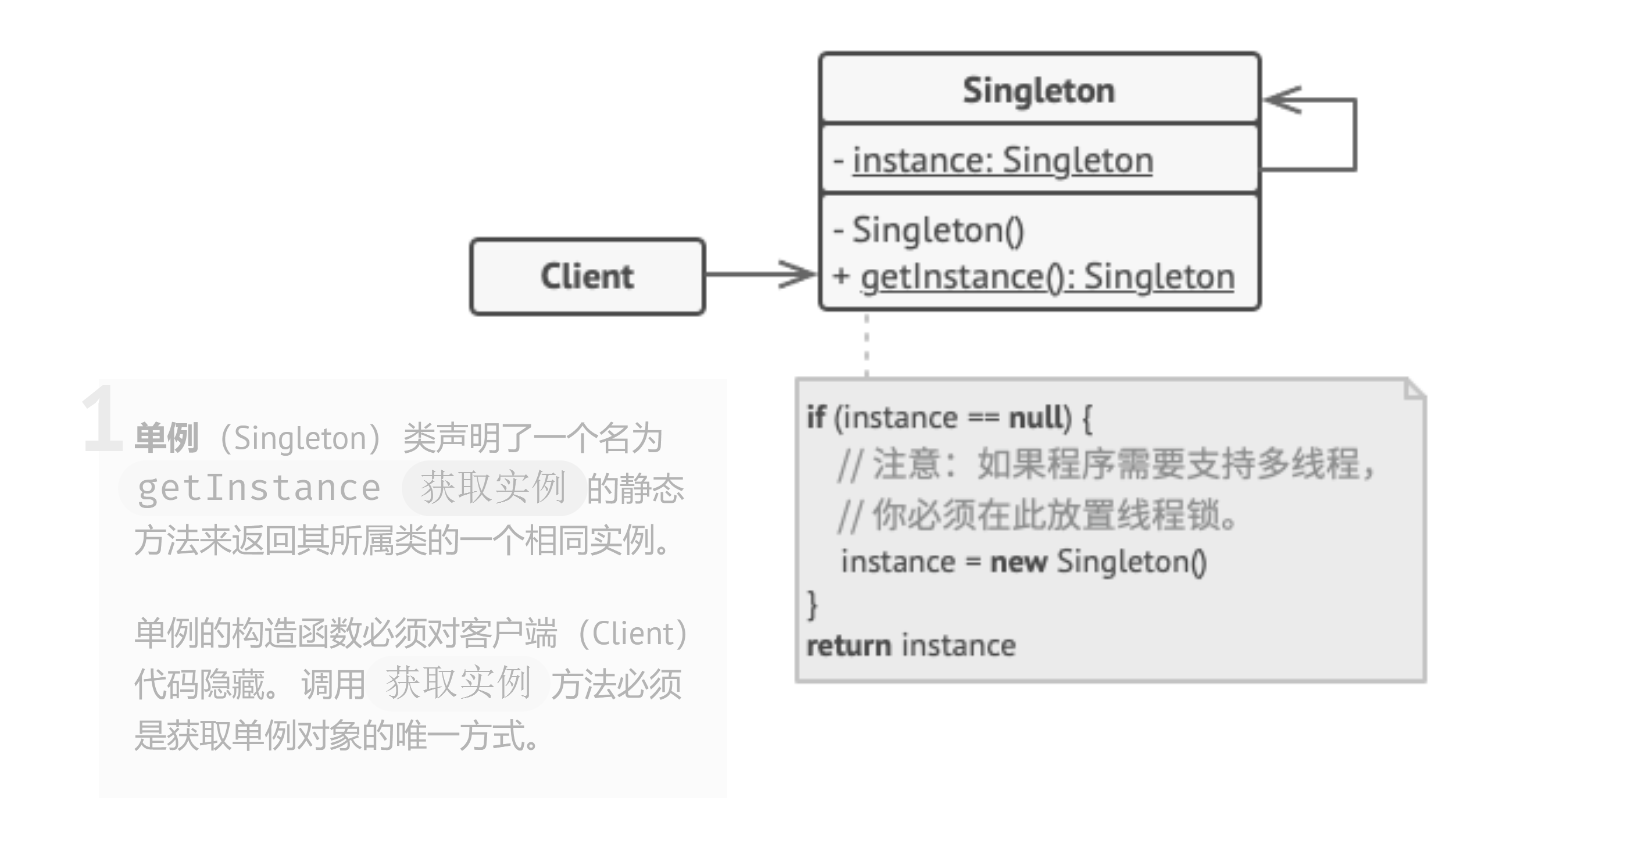 Singleton
- instance: Singleton
- Singleton()
+ getInstance(): Singleton
Client
1
单例（Singleton）类声明了一个名为
getInstance 获取实例 的静态
方法来返回其所属类的一个相同实例。
单例的构造函数必须对客户端（Client）
代码隐藏。调用 获取实例 方法必须
是获取单例对象的唯一方式。
if (instance == null) {
// 注意：如果程序需要支持多线程，
// 你必须在此放置线程锁。
instance = new Singleton()
}
return instance